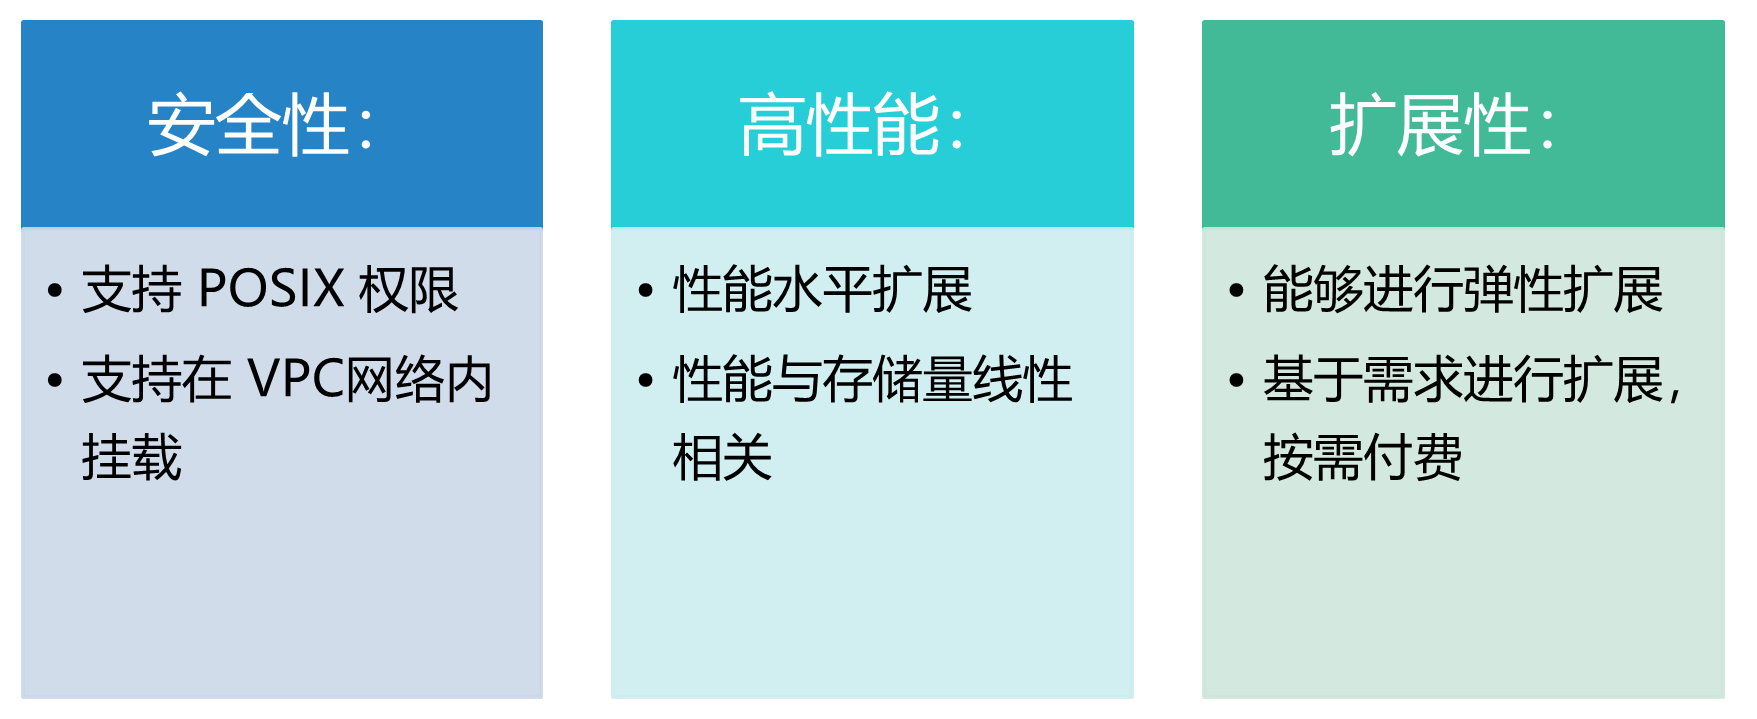 安全性：
• 支持 POSIX 权限
• 支持在 VPC网络内
挂载
高性能：
• 性能水平扩展
• 性能与存储量线性
相关
扩展性：
• 能够进行弹性扩展
• 基于需求进行扩展，
按需付费